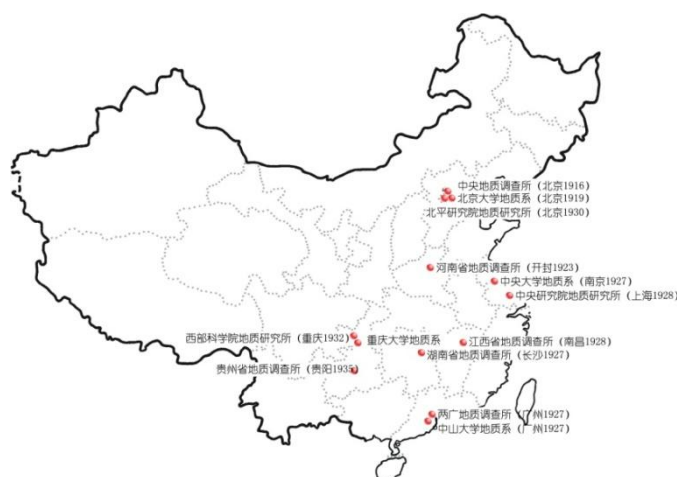 中央地质调查所（北京1916）
北京大学地质系（北京1919）
北平研究院地质研究所（北京1930）
河南省地质调查所（开封1923）
中央大学地质系（南京1927）
中央研究院地质研究所（上海1928）
西部科学院地质研究所（重庆1932）
重庆大学地质系
江西省地质调查所（南昌1928）
湖南省地质调查所（长沙1927）
贵州省地质调查所（贵阳1935）
两广地质调查所（广州1927）
中山大学地质系（广州1927）